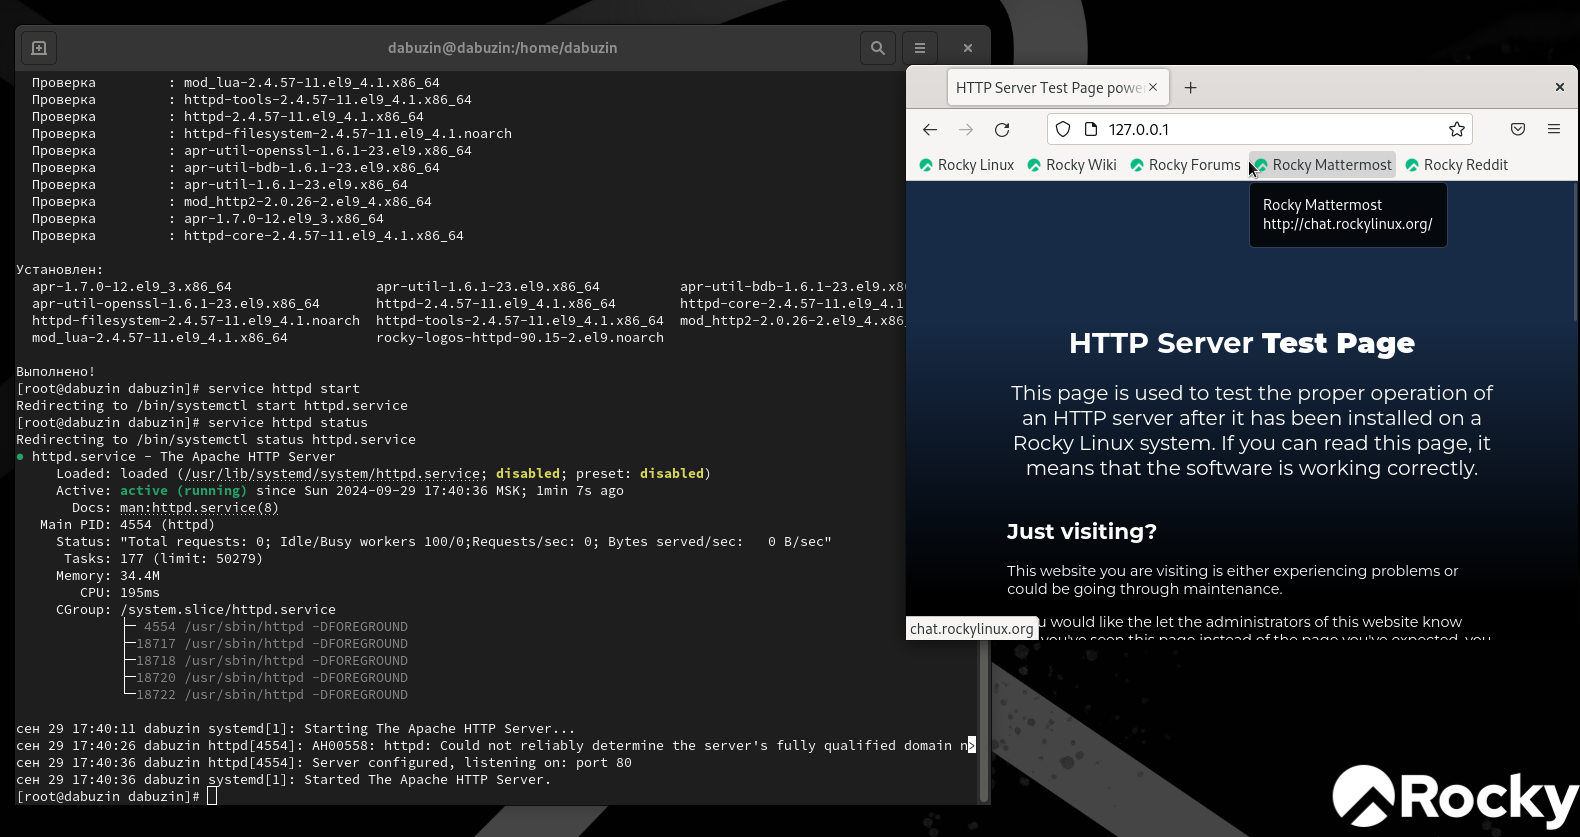 dabuzin@dabuzin:/home/dabuzin
Проверка : mod_lua-2.4.57-11.el9_4.1.x86_64
Проверка : httpd-tools-2.4.57-11.el9_4.1.x86_64
Проверка : httpd-2.4.57-11.el9_4.1.x86_64
Проверка : httpd-filesystem-2.4.57-11.el9_4.1.noarch
Проверка : apr-util-openssl-1.6.1-23.el9.x86_64
Проверка : apr-util-bdb-1.6.1-23.el9.x86_64
Проверка : apr-util-1.6.1-23.el9.x86_64
Проверка : mod_http2-2.0.26-2.el9_4.x86_64
Проверка : apr-1.7.0-12.el9_3.x86_64
Проверка : httpd-core-2.4.57-11.el9_4.1.x86_64
Установлен:
apr-1.7.0-12.el9_3.x86_64 apr-util-1.6.1-23.el9.x86_64 apr-util-bdb-1.6.1-23.el9.x8
apr-util-openssl-1.6.1-23.el9.x86_64 httpd-2.4.57-11.el9_4.1.x86_64 httpd-core-2.4.57-11.el9_4.1
httpd-filesystem-2.4.57-11.el9_4.1.noarch httpd-tools-2.4.57-11.el9_4.1.x86_64 mod_http2-2.0.26-2.el9_4.x86_
mod_lua-2.4.57-11.el9_4.1.x86_64 rocky-logos-httpd-90.15-2.el9.noarch
Выполнено!
[root@dabuzin dabuzin]# service httpd start
Redirecting to /bin/systemctl start httpd.service
[root@dabuzin dabuzin]# service httpd status
Redirecting to /bin/systemctl status httpd.service
● httpd.service - The Apache HTTP Server
Loaded: loaded (/usr/lib/systemd/system/httpd.service; disabled; preset: disabled)
Active: active (running) since Sun 2024-09-29 17:40:36 MSK; 1min 7s ago
Docs: man:httpd.service(8)
Main PID: 4554 (httpd)
Status: "Total requests: 0; Idle/Busy workers 100/0;Requests/sec: 0; Bytes served/sec:   0 B/sec"
Tasks: 177 (limit: 50279)
Memory: 34.4M
CPU: 195ms
CGroup: /system.slice/httpd.service
├─ 4554 /usr/sbin/httpd -DFOREGROUND
├─18717 /usr/sbin/httpd -DFOREGROUND
├─18718 /usr/sbin/httpd -DFOREGROUND
├─18720 /usr/sbin/httpd -DFOREGROUND
└─18722 /usr/sbin/httpd -DFOREGROUND
сен 29 17:40:11 dabuzin systemd[1]: Starting The Apache HTTP Server...
сен 29 17:40:26 dabuzin httpd[4554]: AH00558: httpd: Could not reliably determine the server's fully qualified domain n>
сен 29 17:40:36 dabuzin httpd[4554]: Server configured, listening on: port 80
сен 29 17:40:36 dabuzin systemd[1]: Started The Apache HTTP Server.
[root@dabuzin dabuzin]#
HTTP Server Test Page powe
127.0.0.1
Rocky Linux Rocky Wiki Rocky Forums Rocky Mattermost Rocky Reddit
Rocky Mattermost
http://chat.rockylinux.org/
HTTP Server Test Page
This page is used to test the proper operation of
an HTTP server after it has been installed on a
Rocky Linux system. If you can read this page, it
means that the software is working correctly.
Just visiting?
This website you are visiting is either experiencing problems or
could be going through maintenance.
u would like the let the administrators of this website know
you've seen this page instead of the page you've expected, you
chat.rockylinux.org
Rocky